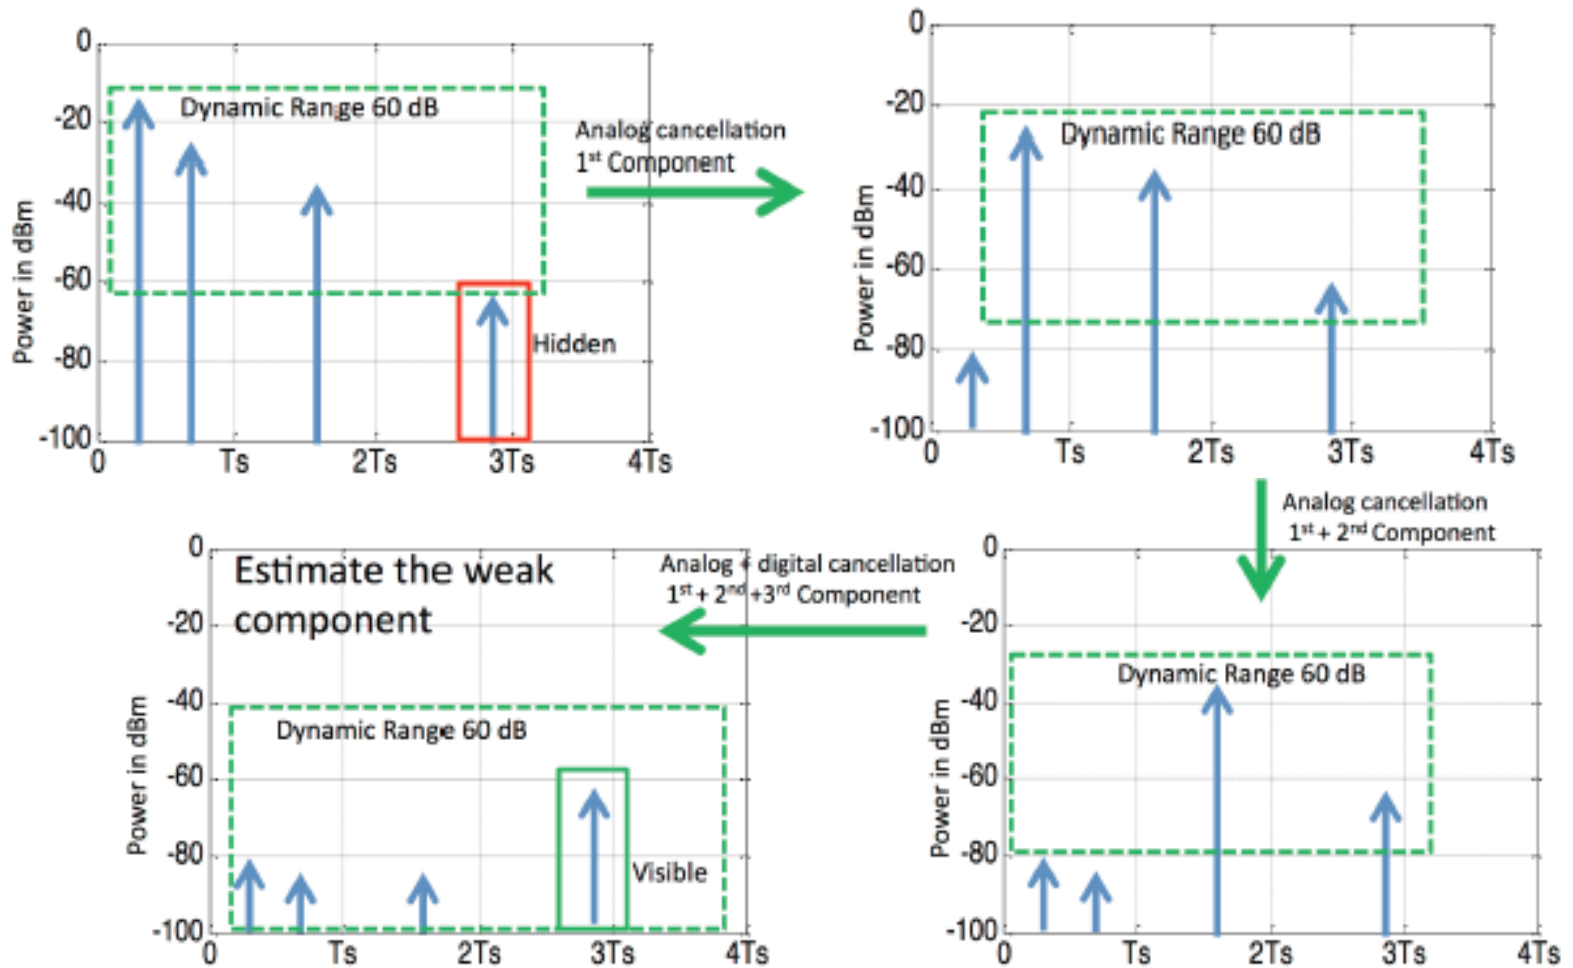 0
-20
-40
-60
-80
-100
Power in dBm
Dynamic Range 60 dB
Hidden
0
Ts
2Ts
3Ts
4Ts
Analog cancellation
1st Component
0
-20
-40
-60
-80
-100
Power in dBm
Dynamic Range 60 dB
0
Ts
2Ts
3Ts
4Ts
Analog cancellation
1st + 2nd Component
0
-20
-40
-60
-80
-100
Power in dBm
Dynamic Range 60 dB
0
Ts
2Ts
3Ts
4Ts
Analog + digital cancellation
1st + 2nd +3rd Component
0
-20
-40
-60
-80
-100
Power in dBm
Estimate the weak
component
Dynamic Range 60 dB
Visible
0
Ts
2Ts
3Ts
4Ts